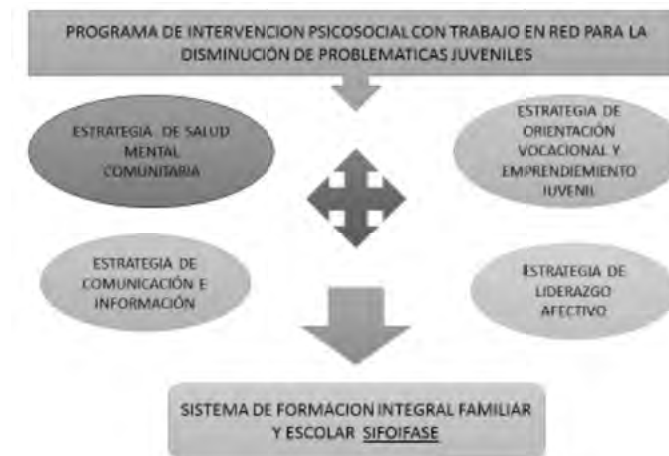 PROGRAMA DE INTERVENCION PSICOSOCIAL CON TRABAJO EN RED PARA LA
DISMINUCIÓN DE PROBLEMATICAS JUVENILES
ESTRATEGIA DE SALUD
MENTAL
COMUNITARIA
ESTRATEGIA DE
ORIENTACIÓN
VOCACIONAL Y
EMPRENDIEMIENTO
JUVENIL
ESTRATEGIA DE
COMUNICACIÓN E
INFORMACIÓN
ESTRATEGIA DE
LIDERAZGO
AFECTIVO
SISTEMA DE FORMACION INTEGRAL FAMILIAR
Y ESCOLAR SIFOIFASE